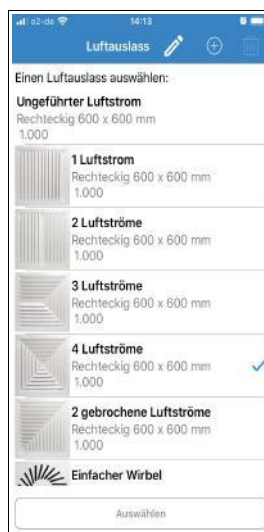 o2-de 14:13
Luftauslass
Einen Luftauslass auswählen:
Ungeführter Luftstrom
Rechteckig 600 x 600 mm
1.000
1 Luftstrom
Rechteckig 600 x 600 mm
1.000
2 Luftströme
Rechteckig 600 x 600 mm
1.000
3 Luftströme
Rechteckig 600 x 600 mm
1.000
4 Luftströme
Rechteckig 600 x 600 mm
1.000
2 gebrochene Luftströme
Rechteckig 600 x 600 mm
1.000
Einfacher Wirbel
Auswählen